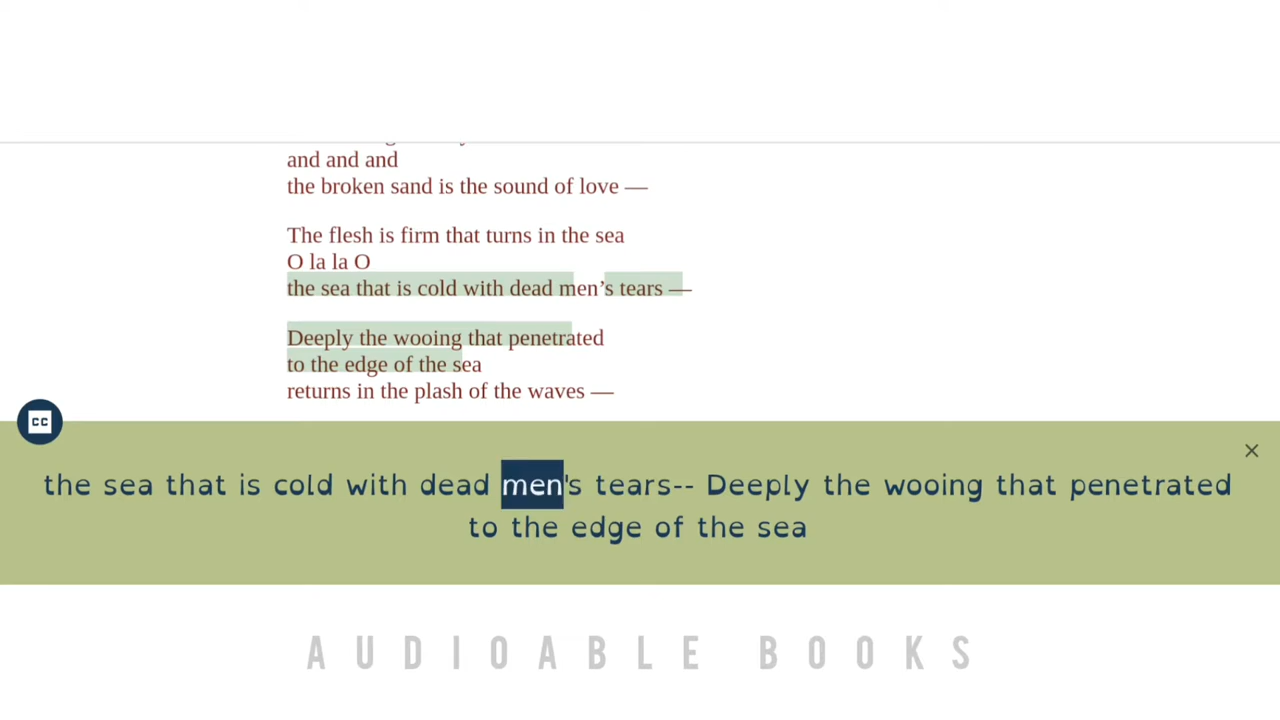 and and and
the broken sand is the sound of love —
The flesh is firm that turns in the sea
O la la O
the sea that is cold with dead men’s tears —
Deeply the wooing that penetrated
to the edge of the sea
returns in the plash of the waves —
CC
the sea that is cold with dead men's tears-- Deeply the wooing that penetrated
to the edge of the sea
AUDIOABLE BOOKS